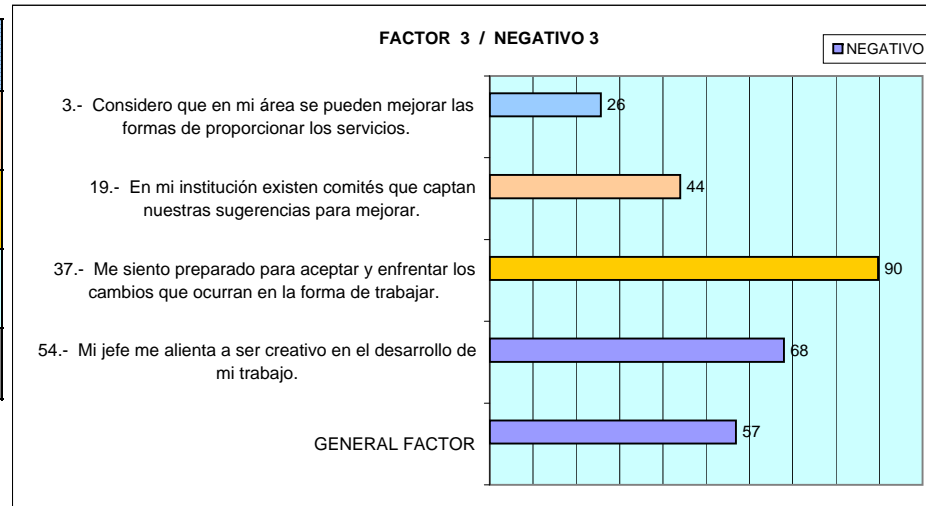 FACTOR 3 / NEGATIVO 3
NEGATIVO
3.- Considero que en mi área se pueden mejorar las
formas de proporcionar los servicios.
26
19.- En mi institución existen comités que captan
nuestras sugerencias para mejorar.
44
37.- Me siento preparado para aceptar y enfrentar los
cambios que ocurran en la forma de trabajar.
90
54.- Mi jefe me alienta a ser creativo en el desarrollo de
mi trabajo.
68
GENERAL FACTOR
57